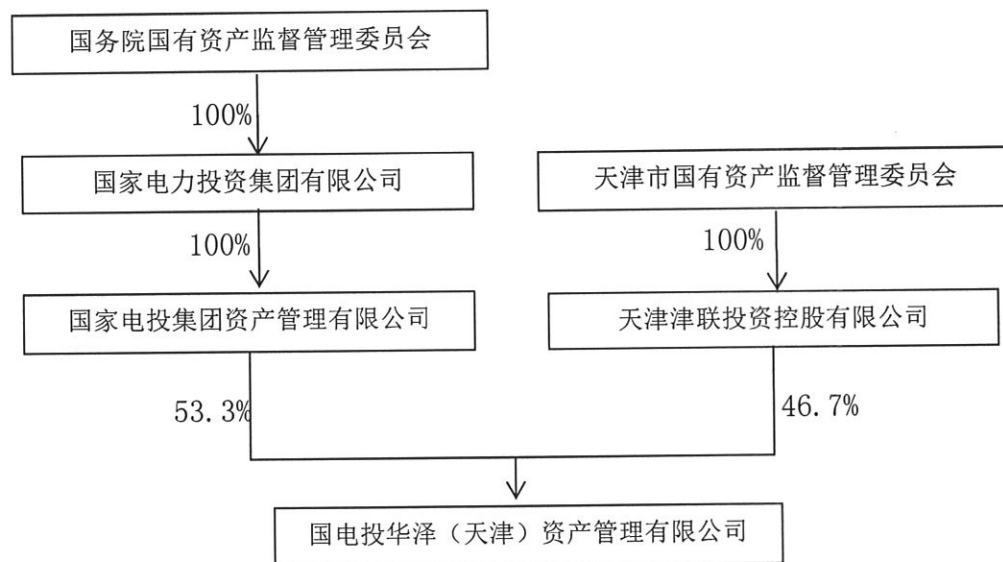 国务院国有资产监督管理委员会
100%
国家电力投资集团有限公司
天津市国有资产监督管理委员会
100%
100%
国家电投集团资产管理有限公司
天津津联投资控股有限公司
53.3%
46.7%
国电投华泽（天津）资产管理有限公司